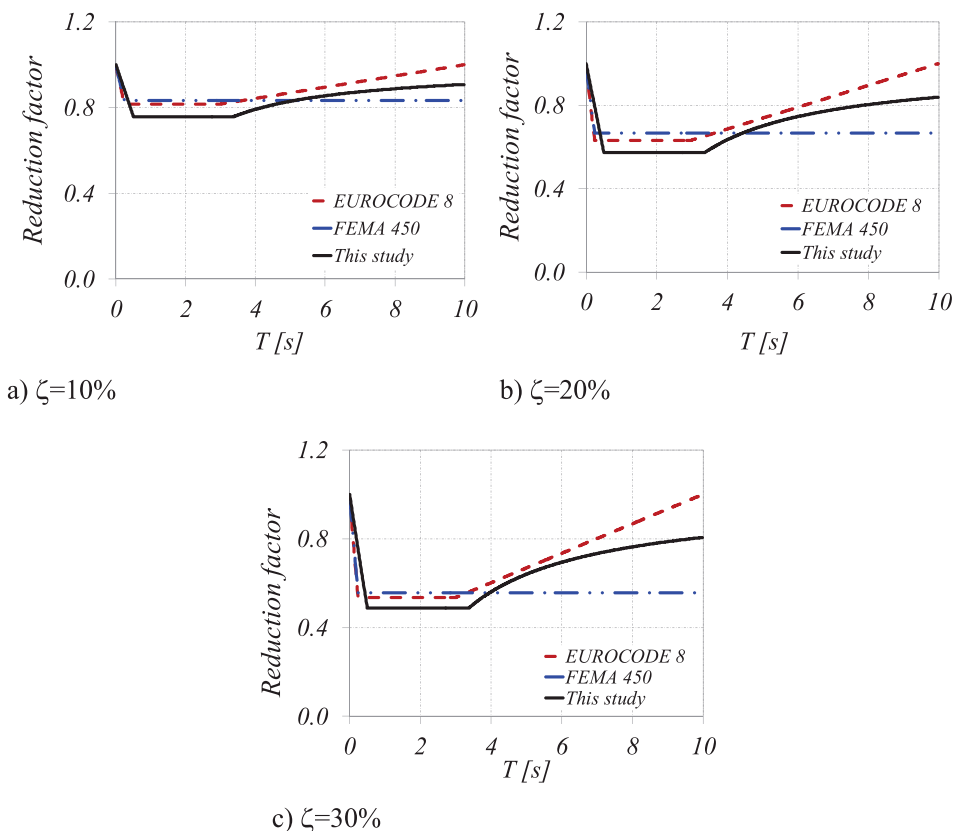 1.2
0.8
0.4
0.0
Reduction factor
EUROCODE 8
FEMA 450
This study
0 2 4 6 8 10
T [s]
a) ζ=10%
1.2
0.8
0.4
0.0
Reduction factor
EUROCODE 8
FEMA 450
This study
0 2 4 6 8 10
T [s]
b) ζ=20%
1.2
0.8
0.4
0.0
Reduction factor
EUROCODE 8
FEMA 450
This study
0 2 4 6 8 10
T [s]
c) ζ=30%